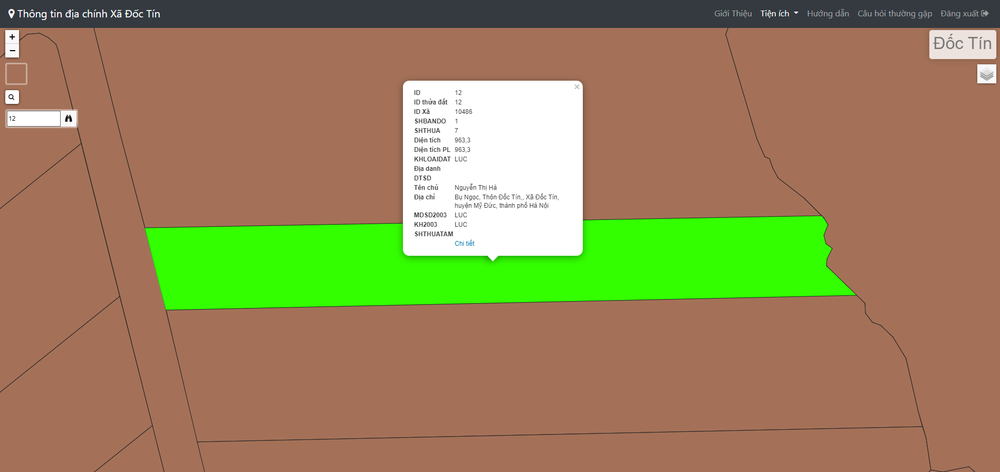 Thông tin địa chính Xã Đốc Tín
Giới Thiệu Tiện ích Hướng dẫn Câu hỏi thường gặp Đăng xuất
+
−
Đốc Tín
12
×
ID 12
ID thửa đất 12
ID Xã 10486
SHBANDO 1
SHTHUA 7
Diện tích 963,3
Diện tích PL 963,3
KHLOAIDAT LUC
Địa danh
DTSD
Tên chủ Nguyễn Thị Hà
Địa chỉ Bụ Ngọc, Thôn Đốc Tín,, Xã Đốc Tín,
huyện Mỹ Đức, thành phố Hà Nội
MDSD2003 LUC
KH2003 LUC
SHTHUATAM
Chi tiết